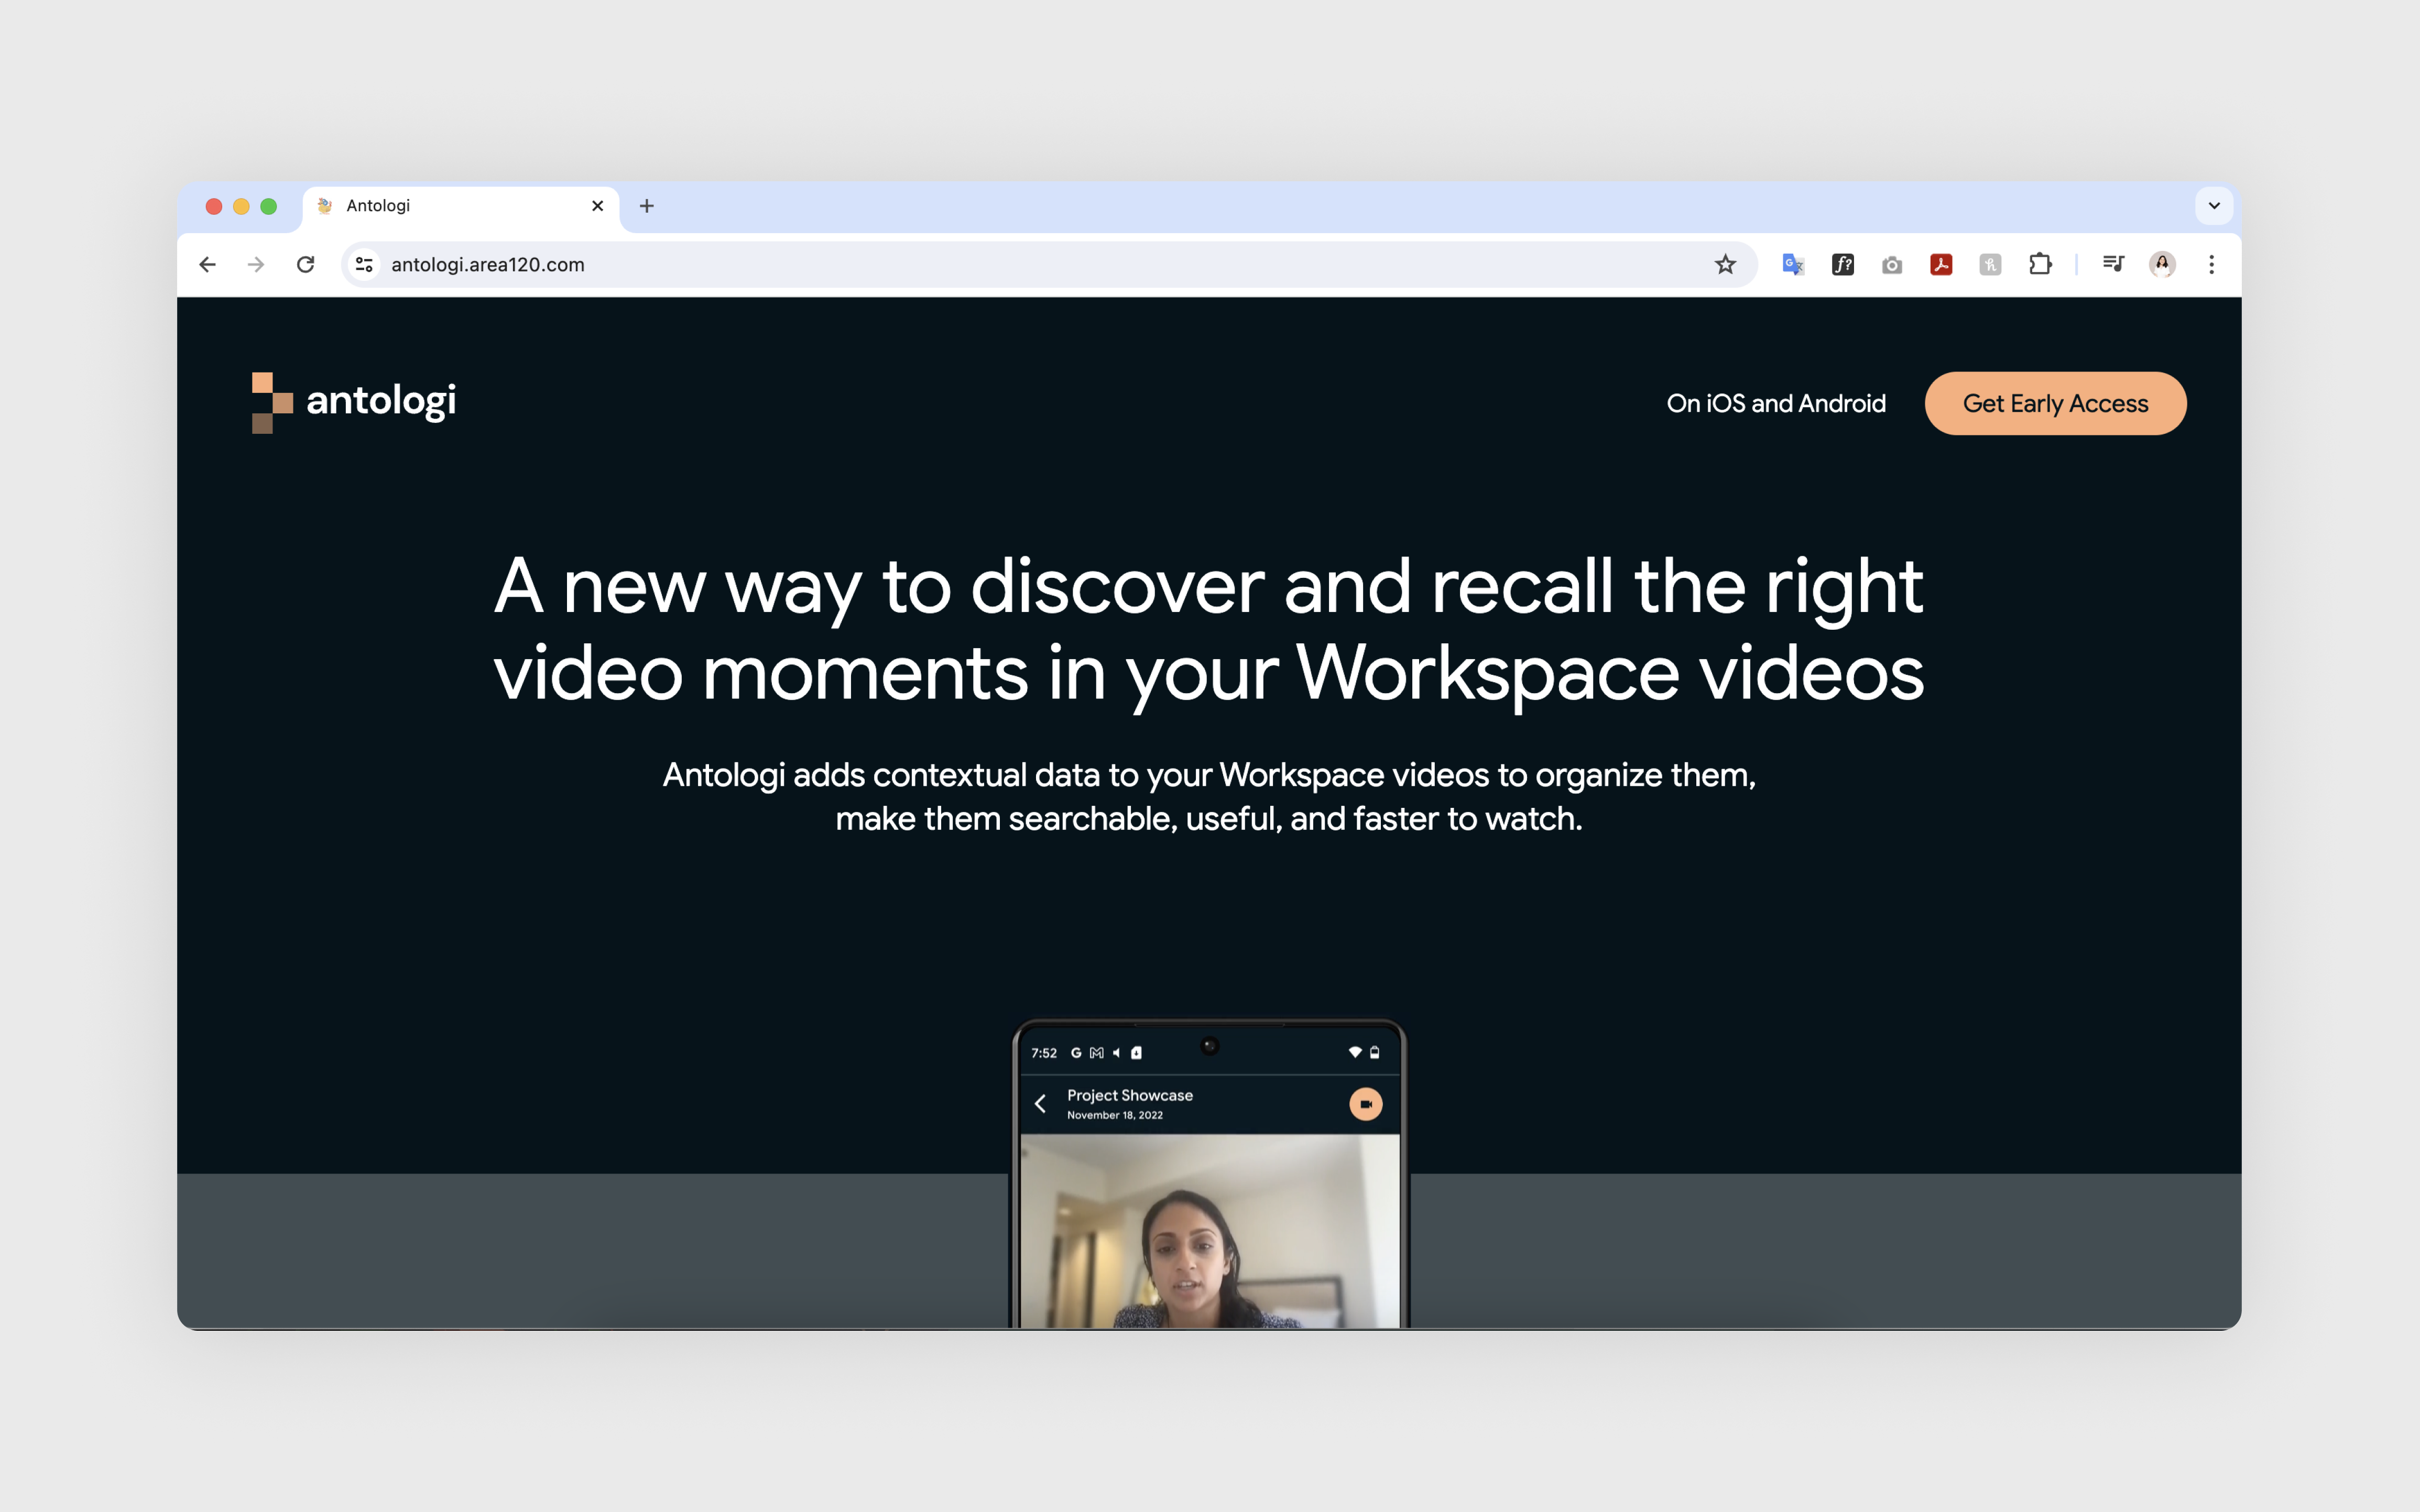 Antologi
antologi.area120.com
antologi
On iOS and Android
Get Early Access
A new way to discover and recall the right
video moments in your Workspace videos
Antologi adds contextual data to your Workspace videos to organize them,
make them searchable, useful, and faster to watch.
7:52
Project Showcase
November 18, 2022